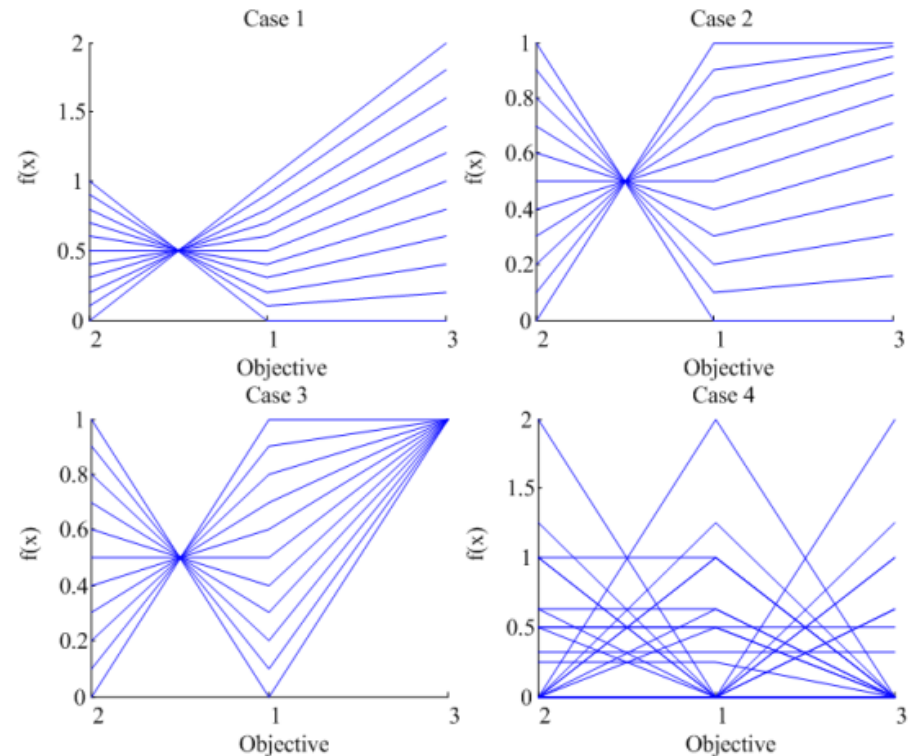 Case 1
2
1.5
1
0.5
0
f(x)
2 1 3
Objective
Case 2
1
0.8
0.6
0.4
0.2
0
f(x)
2 1 3
Objective
Case 3
1
0.8
0.6
0.4
0.2
0
f(x)
2 1 3
Objective
Case 4
2
1.5
1
0.5
0
f(x)
2 1 3
Objective